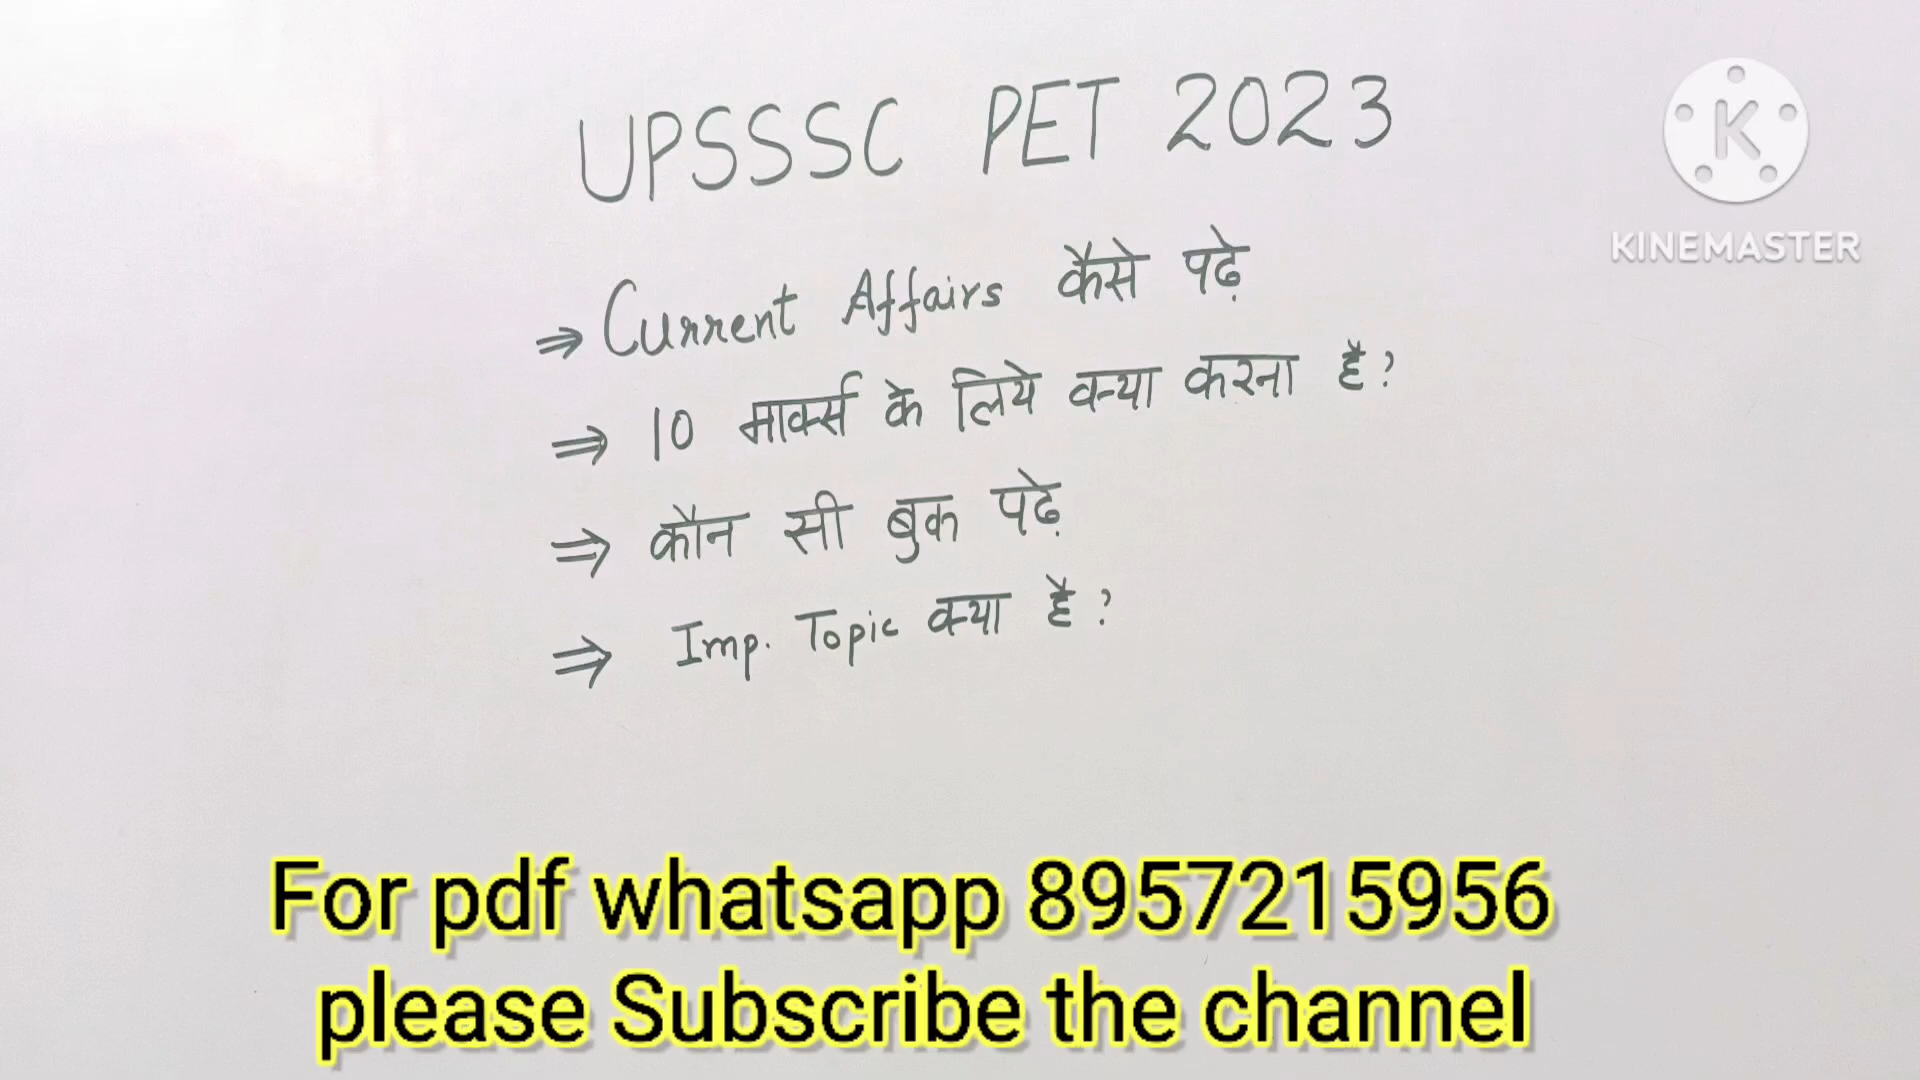 UPSSSC PET 2023
K
KINEMASTER
⇒ Current Affairs कैसे पढ़े
⇒ 10 मार्क्स के लिये क्या करना है?
⇒ कौन सी बुक पढ़े
⇒ Imp. Topic क्या है?
For pdf whatsapp 8957215956
please Subscribe the channel